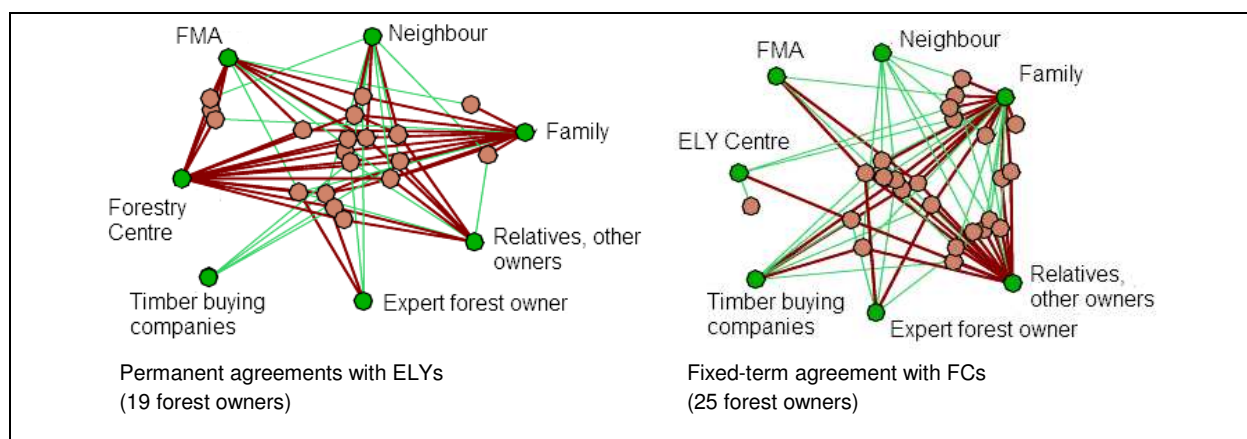 FMA
Neighbour
Family
Forestry
Centre
Relatives, other
owners
Timber buying
companies
Expert forest owner
Permanent agreements with ELYs
(19 forest owners)
FMA
Neighbour
Family
ELY Centre
Relatives,
other owners
Timber buying
companies
Expert forest owner
Fixed-term agreement with FCs
(25 forest owners)